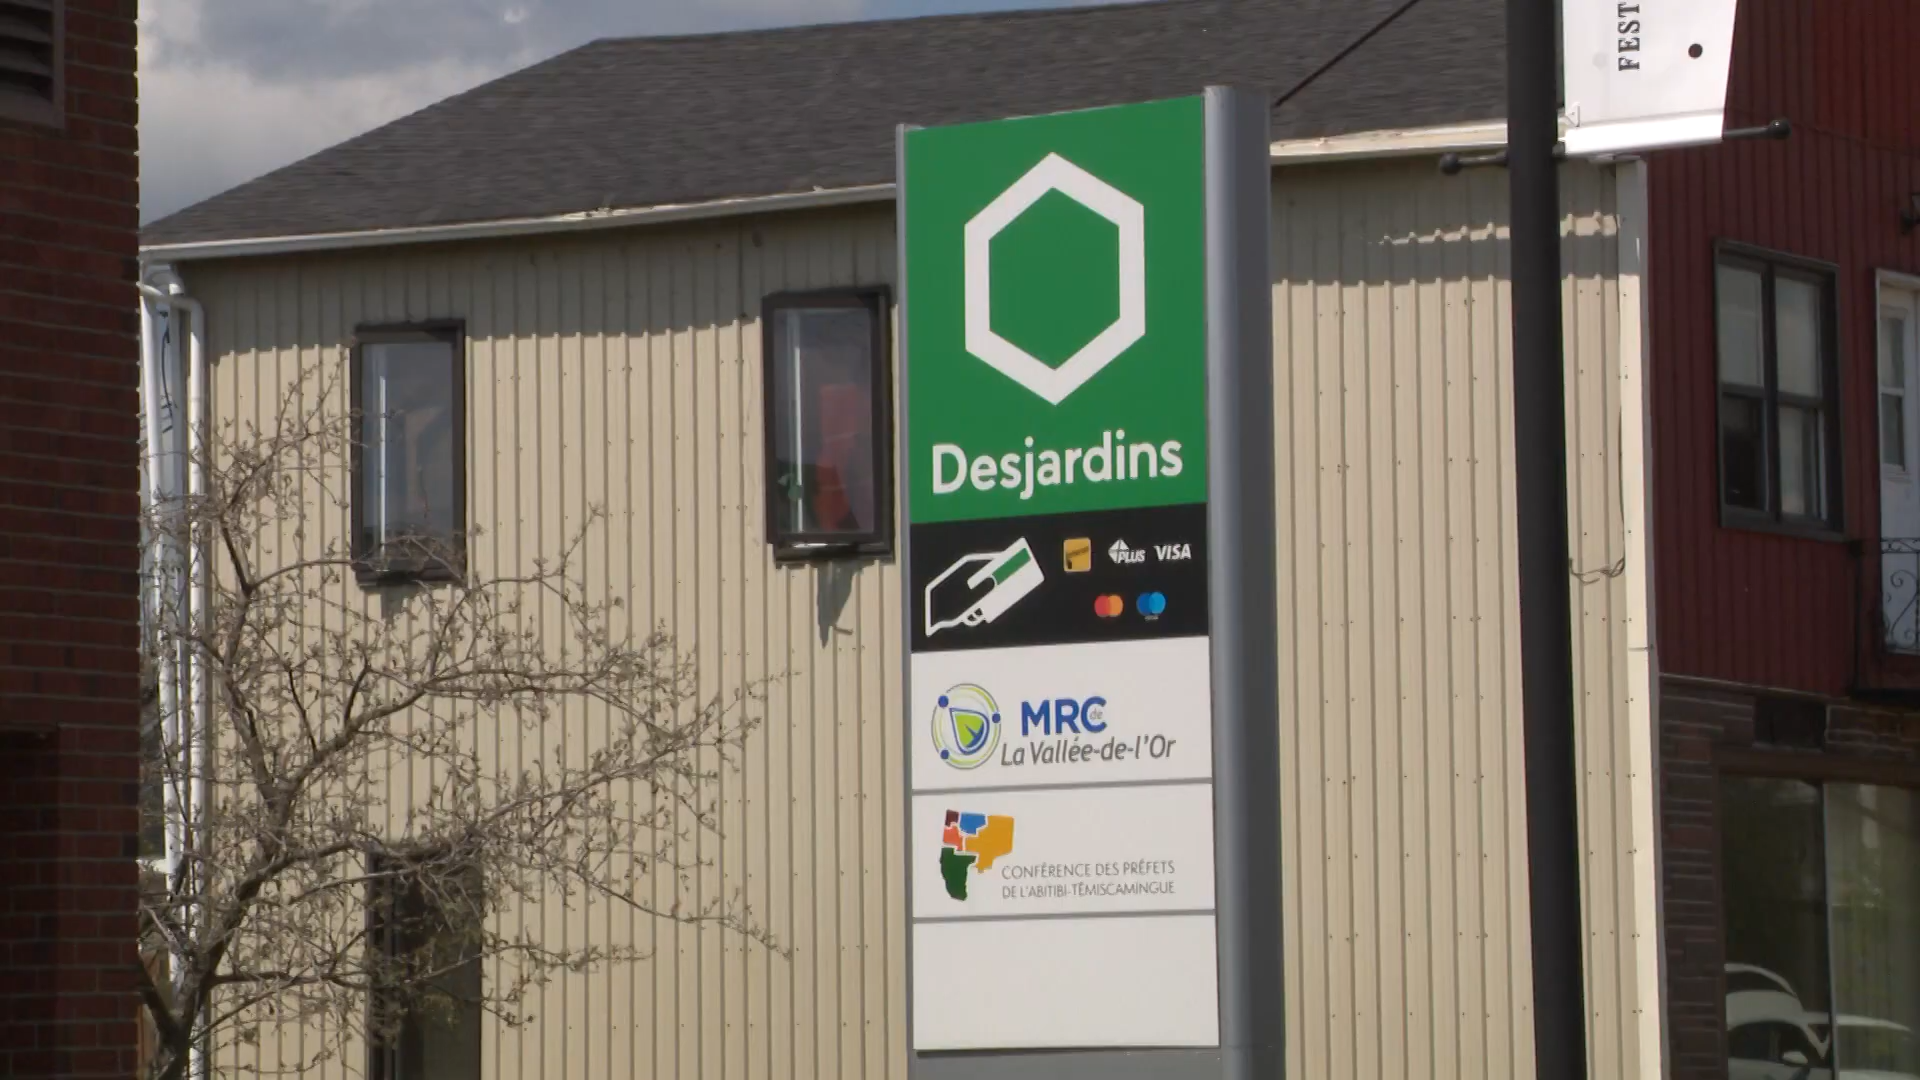 FEST
Desjardins
PLUS VISA
MRC de
La Vallée-de-l'Or
CONFÉRENCE DES PRÉFETS
DE L'ABITIBI-TÉMISCAMINGUE